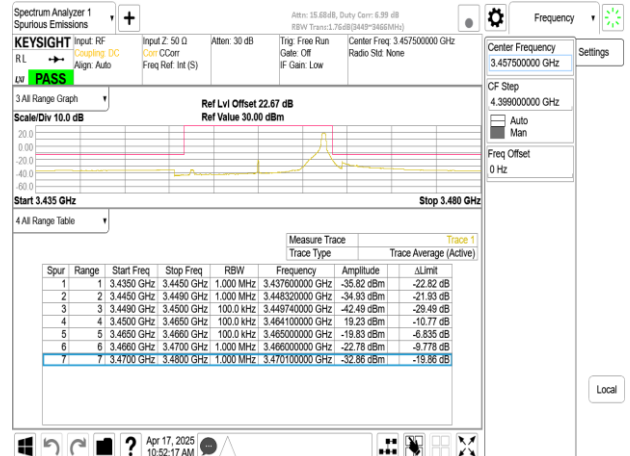 Spectrum Analyzer 1
Spurious Emissions
Attn: 15.68dB, Duty Corr: 6.99 dB
RBW Trans:1.76dB(3449~3466MHz)
Frequency
KEYSIGHT
Input: RF
Input Z: 50 Ω
Atten: 30 dB
Trig: Free Run
Center Freq: 3.457500000 GHz
R L
Coupling: DC
Corr CCorr
Gate: Off
Radio Std: None
Align: Auto
Freq Ref: Int (S)
IF Gain: Low
LXI
PASS
Center Frequency
3.457500000 GHz
Settings
CF Step
4.399000000 GHz
Auto
Man
Freq Offset
0 Hz
3 All Range Graph
Ref Lvl Offset 22.67 dB
Scale/Div 10.0 dB
Ref Value 30.00 dBm
20.0
0.00
-20.0
-40.0
-60.0
Start 3.435 GHz
Stop 3.480 GHz
4 All Range Table
Measure Trace Trace 1
Trace Type Trace Average (Active)
Spur Range Start Freq Stop Freq RBW Frequency Amplitude ΔLimit
1 1 3.4350 GHz 3.4450 GHz 1.000 MHz 3.437600000 GHz -35.82 dBm -22.82 dB
2 2 3.4450 GHz 3.4490 GHz 1.000 MHz 3.448320000 GHz -34.93 dBm -21.93 dB
3 3 3.4490 GHz 3.4500 GHz 100.0 kHz 3.449740000 GHz -42.49 dBm -29.49 dB
4 4 3.4500 GHz 3.4650 GHz 100.0 kHz 3.464100000 GHz 19.23 dBm -10.77 dB
5 5 3.4650 GHz 3.4660 GHz 100.0 kHz 3.465000000 GHz -19.83 dBm -6.835 dB
6 6 3.4660 GHz 3.4700 GHz 1.000 MHz 3.466000000 GHz -22.78 dBm -9.778 dB
7 7 3.4700 GHz 3.4800 GHz 1.000 MHz 3.470100000 GHz -32.86 dBm -19.86 dB
Local
?
Apr 17, 2025
10:52:17 AM